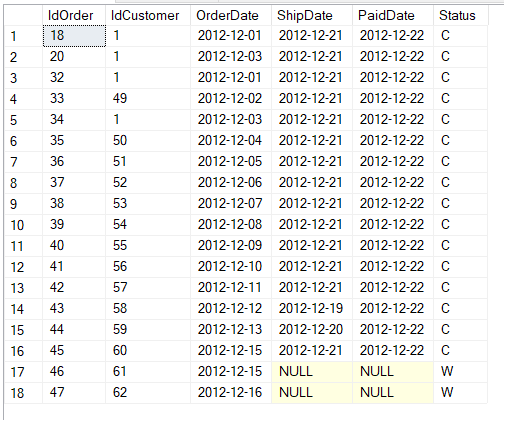 IdOrder IdCustomer OrderDate ShipDate PaidDate Status
1 18 1 2012-12-01 2012-12-21 2012-12-22 C
2 20 1 2012-12-03 2012-12-21 2012-12-22 C
3 32 1 2012-12-01 2012-12-21 2012-12-22 C
4 33 49 2012-12-02 2012-12-21 2012-12-22 C
5 34 1 2012-12-03 2012-12-21 2012-12-22 C
6 35 50 2012-12-04 2012-12-21 2012-12-22 C
7 36 51 2012-12-05 2012-12-21 2012-12-22 C
8 37 52 2012-12-06 2012-12-21 2012-12-22 C
9 38 53 2012-12-07 2012-12-21 2012-12-22 C
10 39 54 2012-12-08 2012-12-21 2012-12-22 C
11 40 55 2012-12-09 2012-12-21 2012-12-22 C
12 41 56 2012-12-10 2012-12-21 2012-12-22 C
13 42 57 2012-12-11 2012-12-21 2012-12-22 C
14 43 58 2012-12-12 2012-12-19 2012-12-22 C
15 44 59 2012-12-13 2012-12-20 2012-12-22 C
16 45 60 2012-12-15 2012-12-21 2012-12-22 C
17 46 61 2012-12-15 NULL NULL W
18 47 62 2012-12-16 NULL NULL W